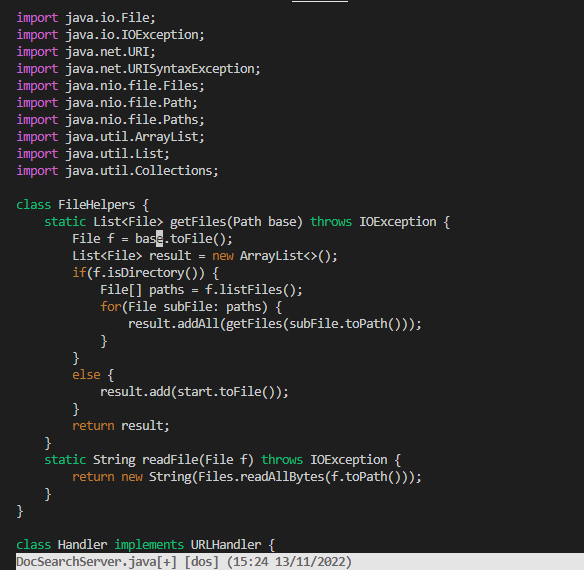 import java.io.File;
import java.io.IOException;
import java.net.URI;
import java.net.URISyntaxException;
import java.nio.file.Files;
import java.nio.file.Path;
import java.nio.file.Paths;
import java.util.ArrayList;
import java.util.List;
import java.util.Collections;

class FileHelpers {
    static List<File> getFiles(Path base) throws IOException {
        File f = base.toFile();
        List<File> result = new ArrayList<>();
        if(f.isDirectory()) {
            File[] paths = f.listFiles();
            for(File subFile: paths) {
                result.addAll(getFiles(subFile.toPath()));
            }
        }
        else {
            result.add(start.toFile());
        }
        return result;
    }
    static String readFile(File f) throws IOException {
        return new String(Files.readAllBytes(f.toPath()));
    }
}

class Handler implements URLHandler {
DocSearchServer.java[+] [dos] (15:24 13/11/2022)